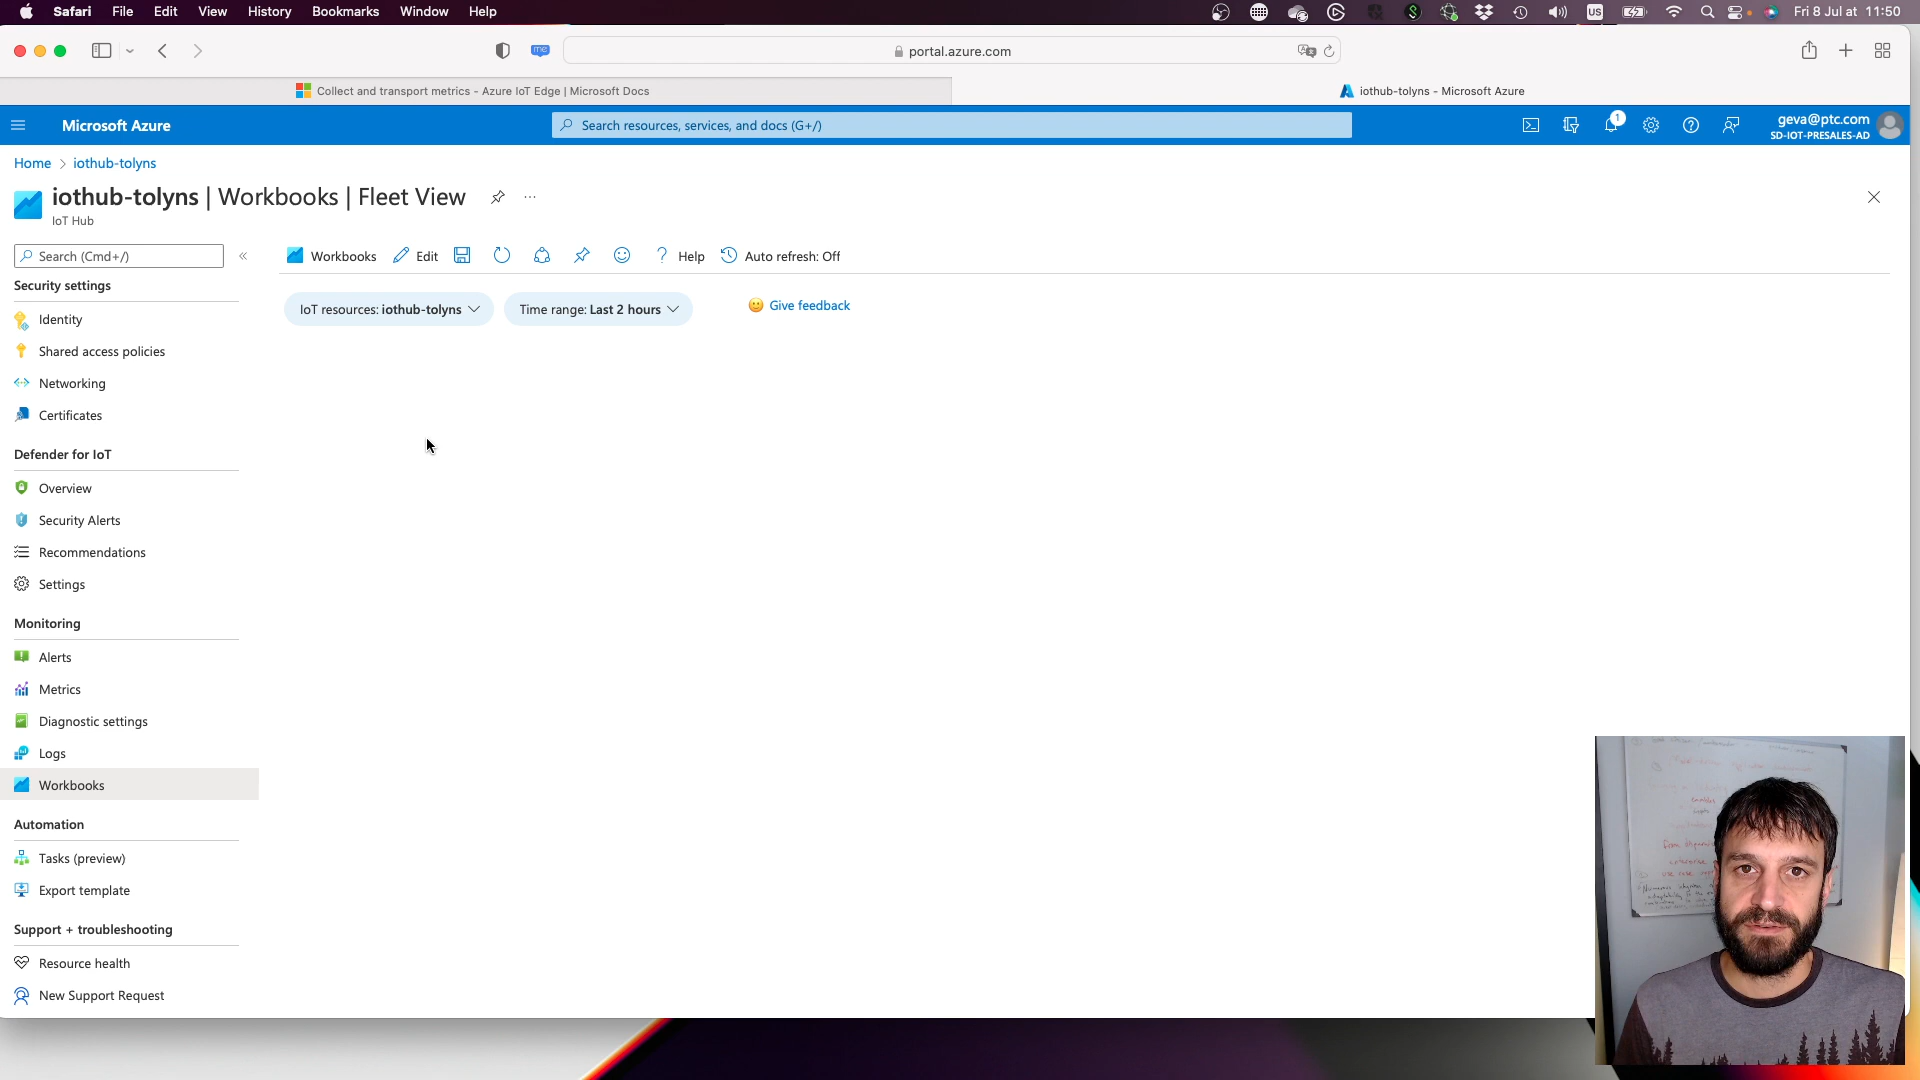 Safari File Edit View History Bookmarks Window Help US Fri 8 Jul at 11:50
portal.azure.com
Collect and transport metrics - Azure IoT Edge | Microsoft Docs
iothub-tolyns - Microsoft Azure
Microsoft Azure
Search resources, services, and docs (G+/)
1
geva@ptc.com
SD-IOT-PRESALES-AD
Home > iothub-tolyns
iothub-tolyns | Workbooks | Fleet View
IoT Hub
Search (Cmd+/)
Workbooks Edit Help Auto refresh: Off
IoT resources: iothub-tolyns
Time range: Last 2 hours
Give feedback
Security settings
Identity
Shared access policies
Networking
Certificates
Defender for IoT
Overview
Security Alerts
Recommendations
Settings
Monitoring
Alerts
Metrics
Diagnostic settings
Logs
Workbooks
Automation
Tasks (preview)
Export template
Support + troubleshooting
Resource health
New Support Request